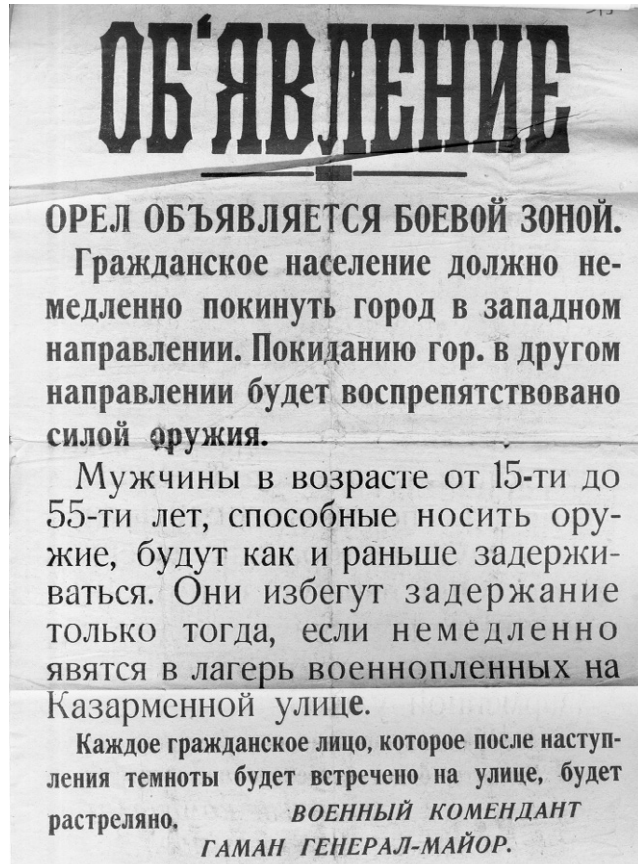 ОБ'ЯВЛЕНИЕ
ОРЕЛ ОБЪЯВЛЯЕТСЯ БОЕВОЙ ЗОНОЙ.
Гражданское население должно не-
медленно покинуть город в западном
направлении. Покиданию гор. в другом
направлении будет воспрепятствовано
силой оружия.
Мужчины в возрасте от 15-ти до
55-ти лет, способные носить ору-
жие, будут как и раньше задержи-
ваться. Они избегут задержание
только тогда, если немедленно
явятся в лагерь военнопленных на
Казарменной улице.
Каждое гражданское лицо, которое после наступ-
ления темноты будет встречено на улице, будет
растреляно. ВОЕННЫЙ КОМЕНДАНТ
ГАМАН ГЕНЕРАЛ-МАЙОР.